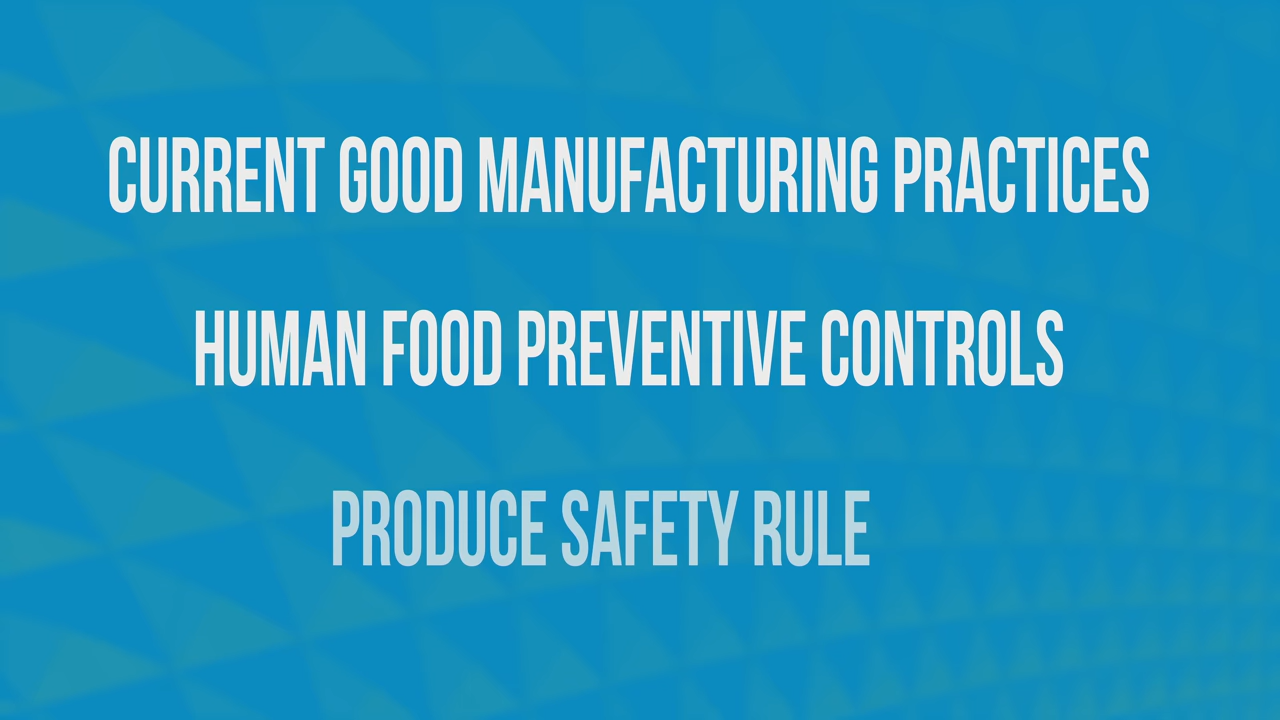 CURRENT GOOD MANUFACTURING PRACTICES
HUMAN FOOD PREVENTIVE CONTROLS
PRODUCE SAFETY RULE